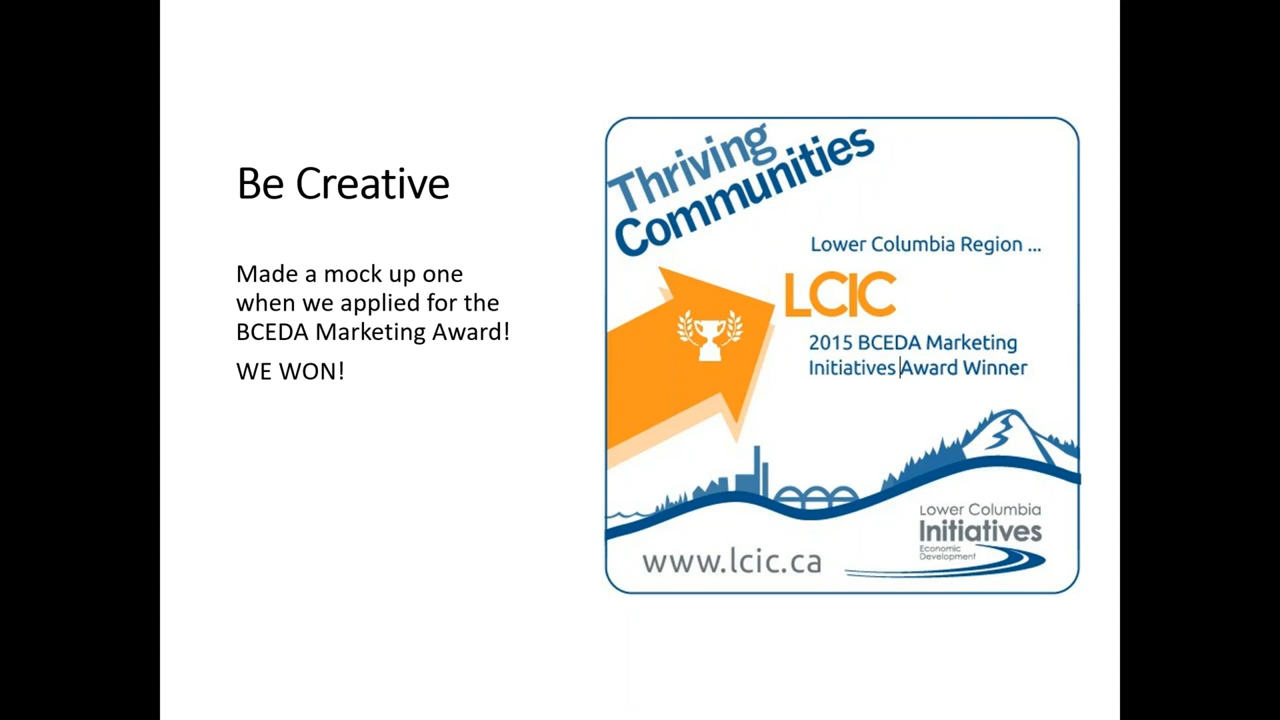 Be Creative
Made a mock up one
when we applied for the
BCEDA Marketing Award!
WE WON!
Thriving
Communities
Lower Columbia Region ...
LCIC
2015 BCEDA Marketing
Initiatives Award Winner
Lower Columbia
Initiatives
Economic
Development
www.lcic.ca